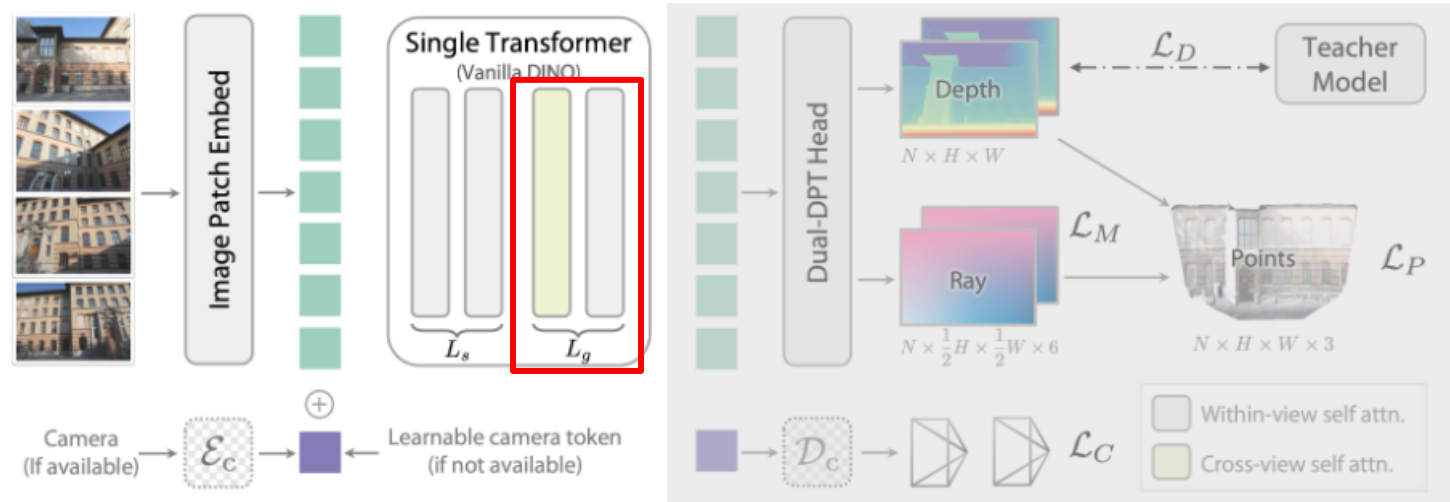 Image Patch Embed
Single Transformer
(Vanilla DINO)
L_s
L_g
Camera
(If available)
ℰ_c
Learnable camera token
(if not available)
Dual-DPT Head
Depth
N × H × W
ℒ_D
Teacher
Model
Ray
N × 1/2 H × 1/2 W × 6
ℒ_M
Points
N × H × W × 3
ℒ_P
𝒟_c
ℒ_C
Within-view self attn.
Cross-view self attn.